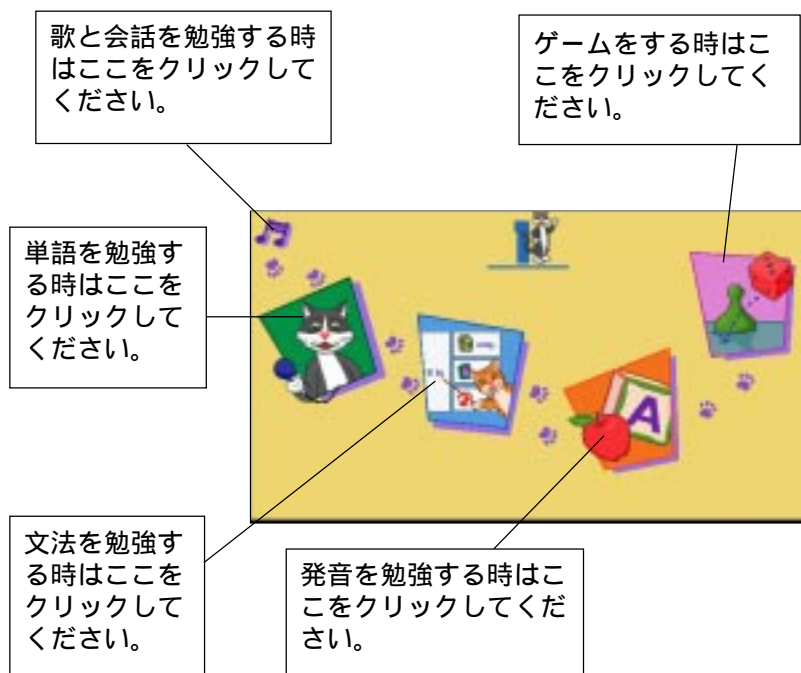 歌と会話を勉強する時
はここをクリックして
ください。
ゲームをする時はこ
こをクリックしてく
ださい。
単語を勉強す
る時はここを
クリックして
ください。
A
文法を勉強す
る時はここを
クリックして
ください。
発音を勉強する時はこ
こをクリックしてくだ
さい。